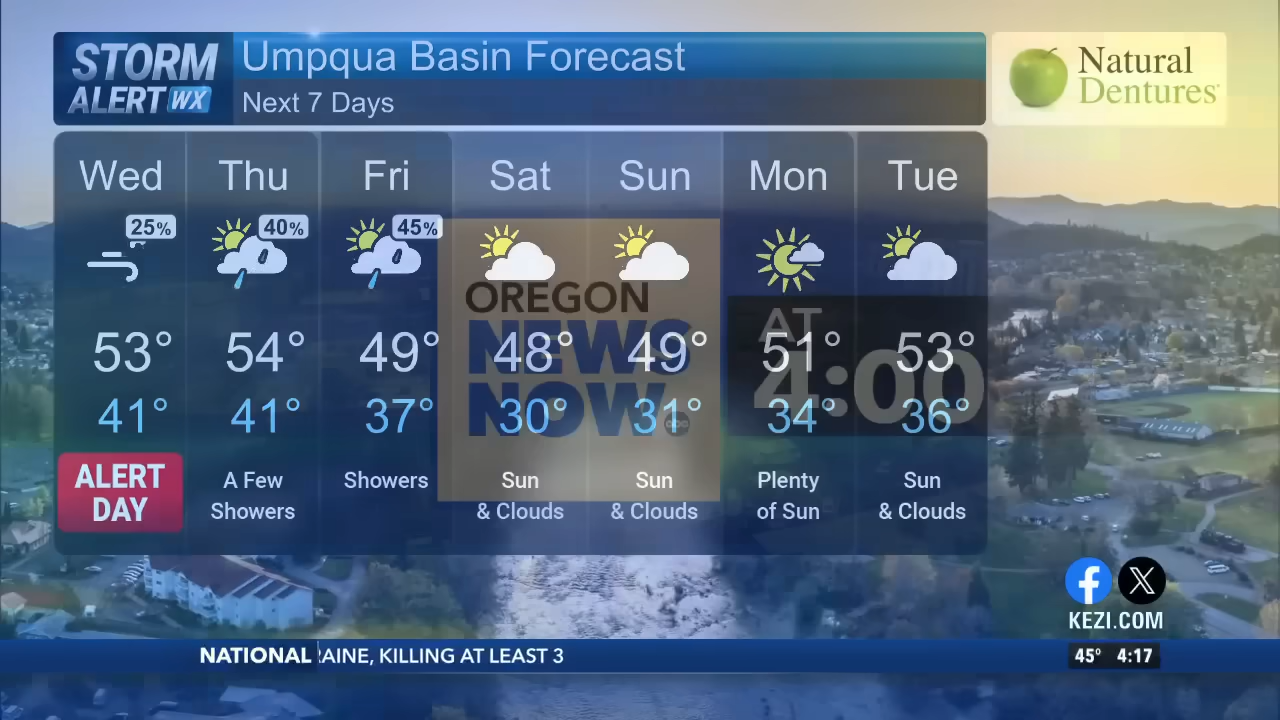 STORM
ALERT WX
Umpqua Basin Forecast
Next 7 Days
Natural
Dentures
Wed Thu Fri Sat Sun Mon Tue
25% 40% 45%
OREGON
NEWS
NOW
abc
AT
4:00
53° 54° 49° 48° 49° 51° 53°
41° 41° 37° 30° 31° 34° 36°
ALERT
DAY
A Few
Showers
Showers
Sun
& Clouds
Sun
& Clouds
Plenty
of Sun
Sun
& Clouds
KEZI.COM
NATIONAL AINE, KILLING AT LEAST 3
45° 4:17